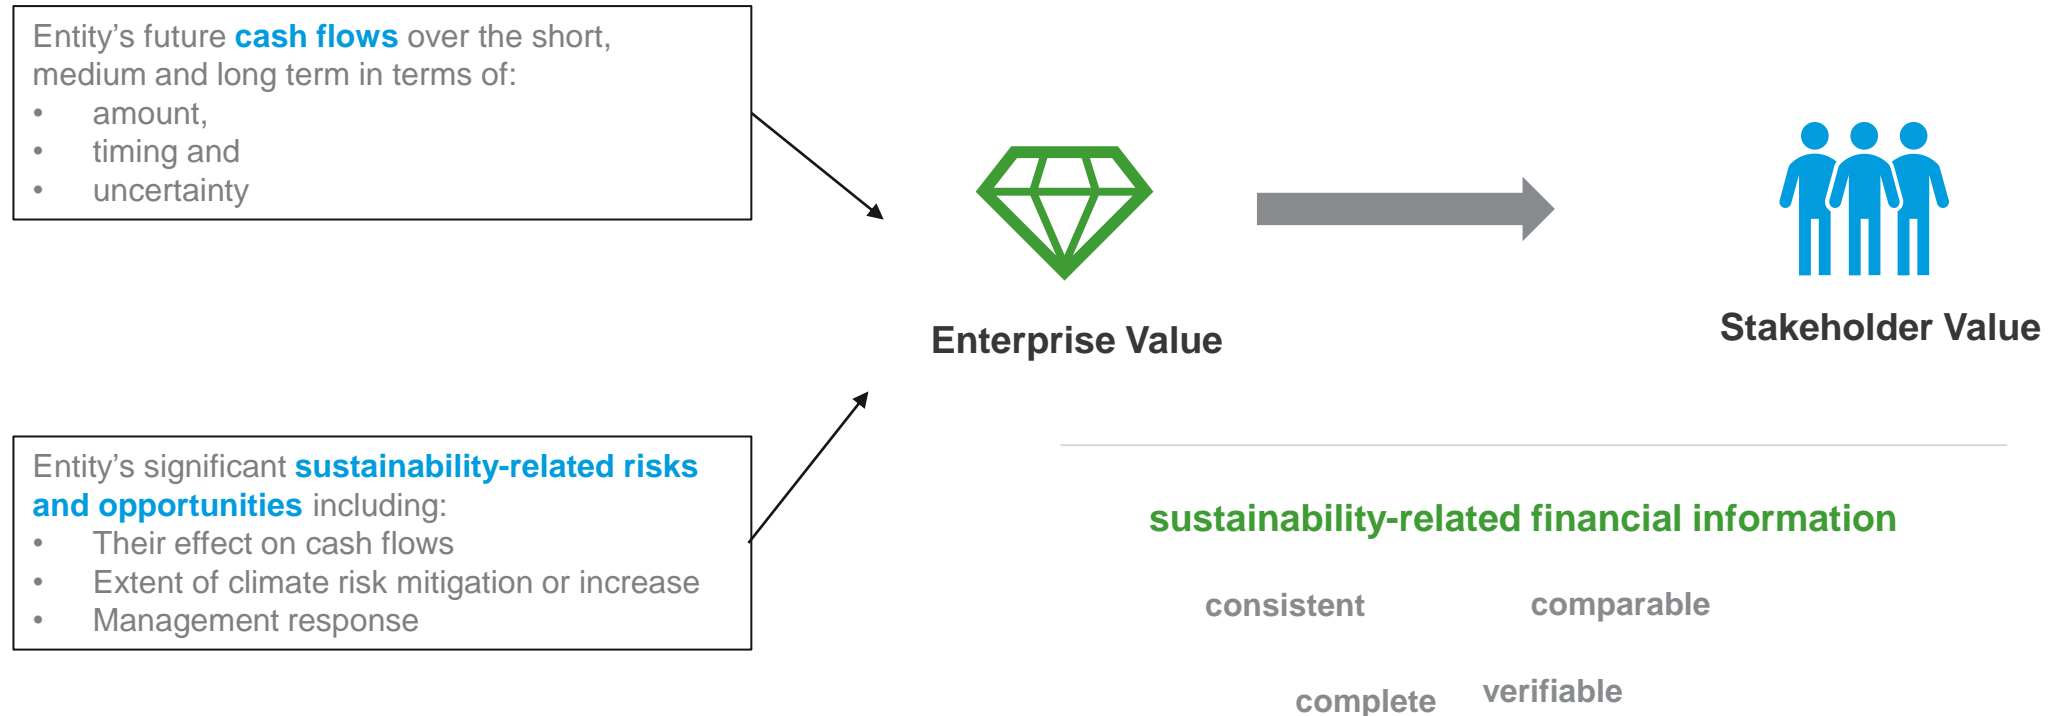 Entity’s future cash flows over the short,
medium and long term in terms of:
• amount,
• timing and
• uncertainty
Enterprise Value
Stakeholder Value
Entity’s significant sustainability-related risks
and opportunities including:
• Their effect on cash flows
• Extent of climate risk mitigation or increase
• Management response
sustainability-related financial information
consistent
comparable
complete
verifiable